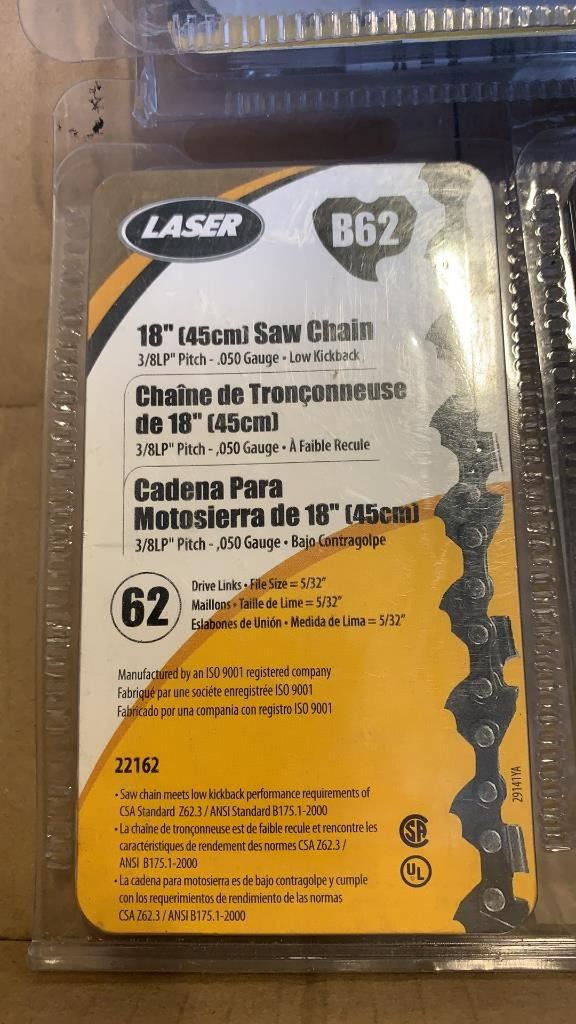 LASER
B62
18" (45cm) Saw Chain
3/8LP" Pitch - .050 Gauge • Low Kickback
Chaîne de Tronçonneuse
de 18" (45cm)
3/8LP" Pitch - ,050 Gauge • À Faible Recule
Cadena Para
Motosierra de 18" (45cm)
3/8LP" Pitch - ,050 Gauge • Bajo Contragolpe
62
Drive Links • File Size = 5/32"
Maillons • Taille de Lime = 5/32"
Eslabones de Unión • Medida de Lima = 5/32"
Manufactured by an ISO 9001 registered company
Fabriqué par une sociéte enregistrée ISO 9001
Fabricado por una compania con registro ISO 9001
22162
• Saw chain meets low kickback performance requirements of
CSA Standard Z62.3 / ANSI Standard B175.1-2000
• La chaîne de tronçonneuse est de faible recule et rencontre les
caractéristiques de rendement des normes CSA Z62.3 /
ANSI B175.1-2000
• La cadena para motosierra es de bajo contragolpe y cumple
con los requerimientos de rendimiento de las normas
CSA Z62.3 / ANSI B175.1-2000
SA
UL
29141YA